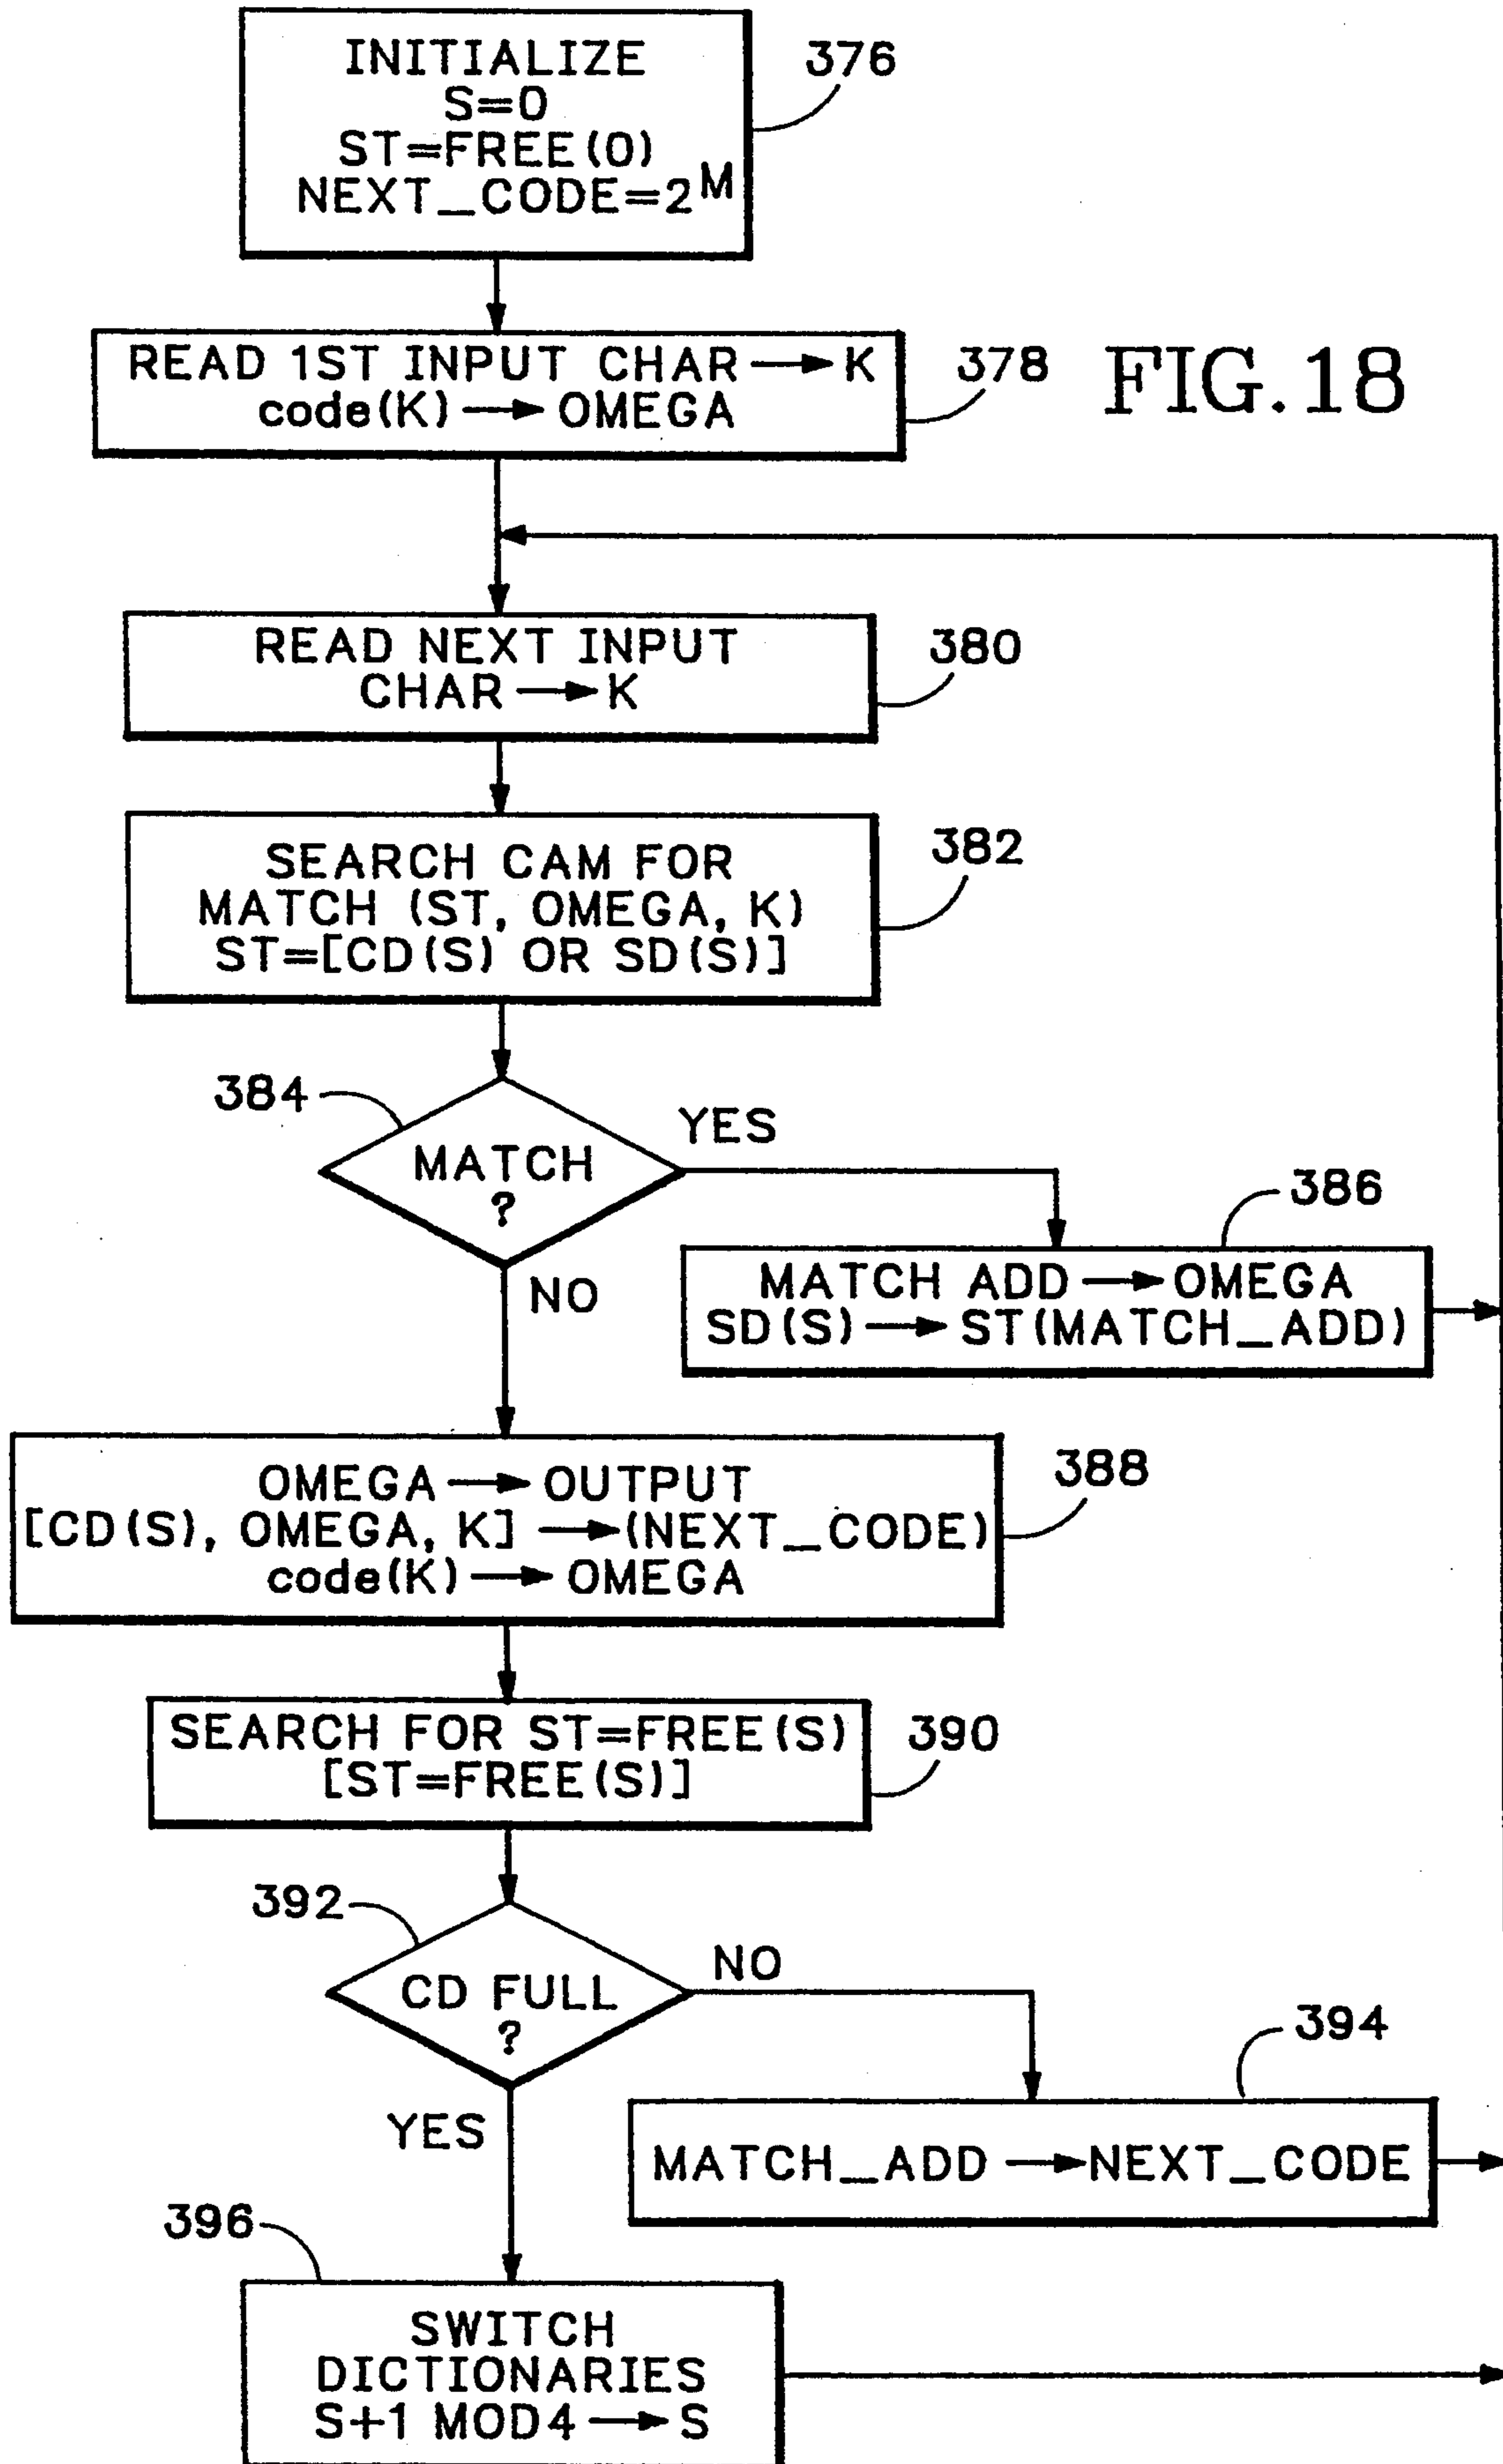 INITIALIZE
S=0
ST=FREE(0)
NEXT_CODE=2^M
376
READ 1ST INPUT CHAR → K
code(K) → OMEGA
378
FIG.18
READ NEXT INPUT
CHAR → K
380
SEARCH CAM FOR
MATCH (ST, OMEGA, K)
ST=[CD(S) OR SD(S)]
382
384
MATCH
?
YES
NO
386
MATCH ADD → OMEGA
SD(S) → ST(MATCH_ADD)
OMEGA → OUTPUT
[CD(S), OMEGA, K] → (NEXT_CODE)
code(K) → OMEGA
388
SEARCH FOR ST=FREE(S)
[ST=FREE(S)]
390
392
CD FULL
?
NO
YES
394
MATCH_ADD → NEXT_CODE
396
SWITCH
DICTIONARIES
S+1 MOD4 → S